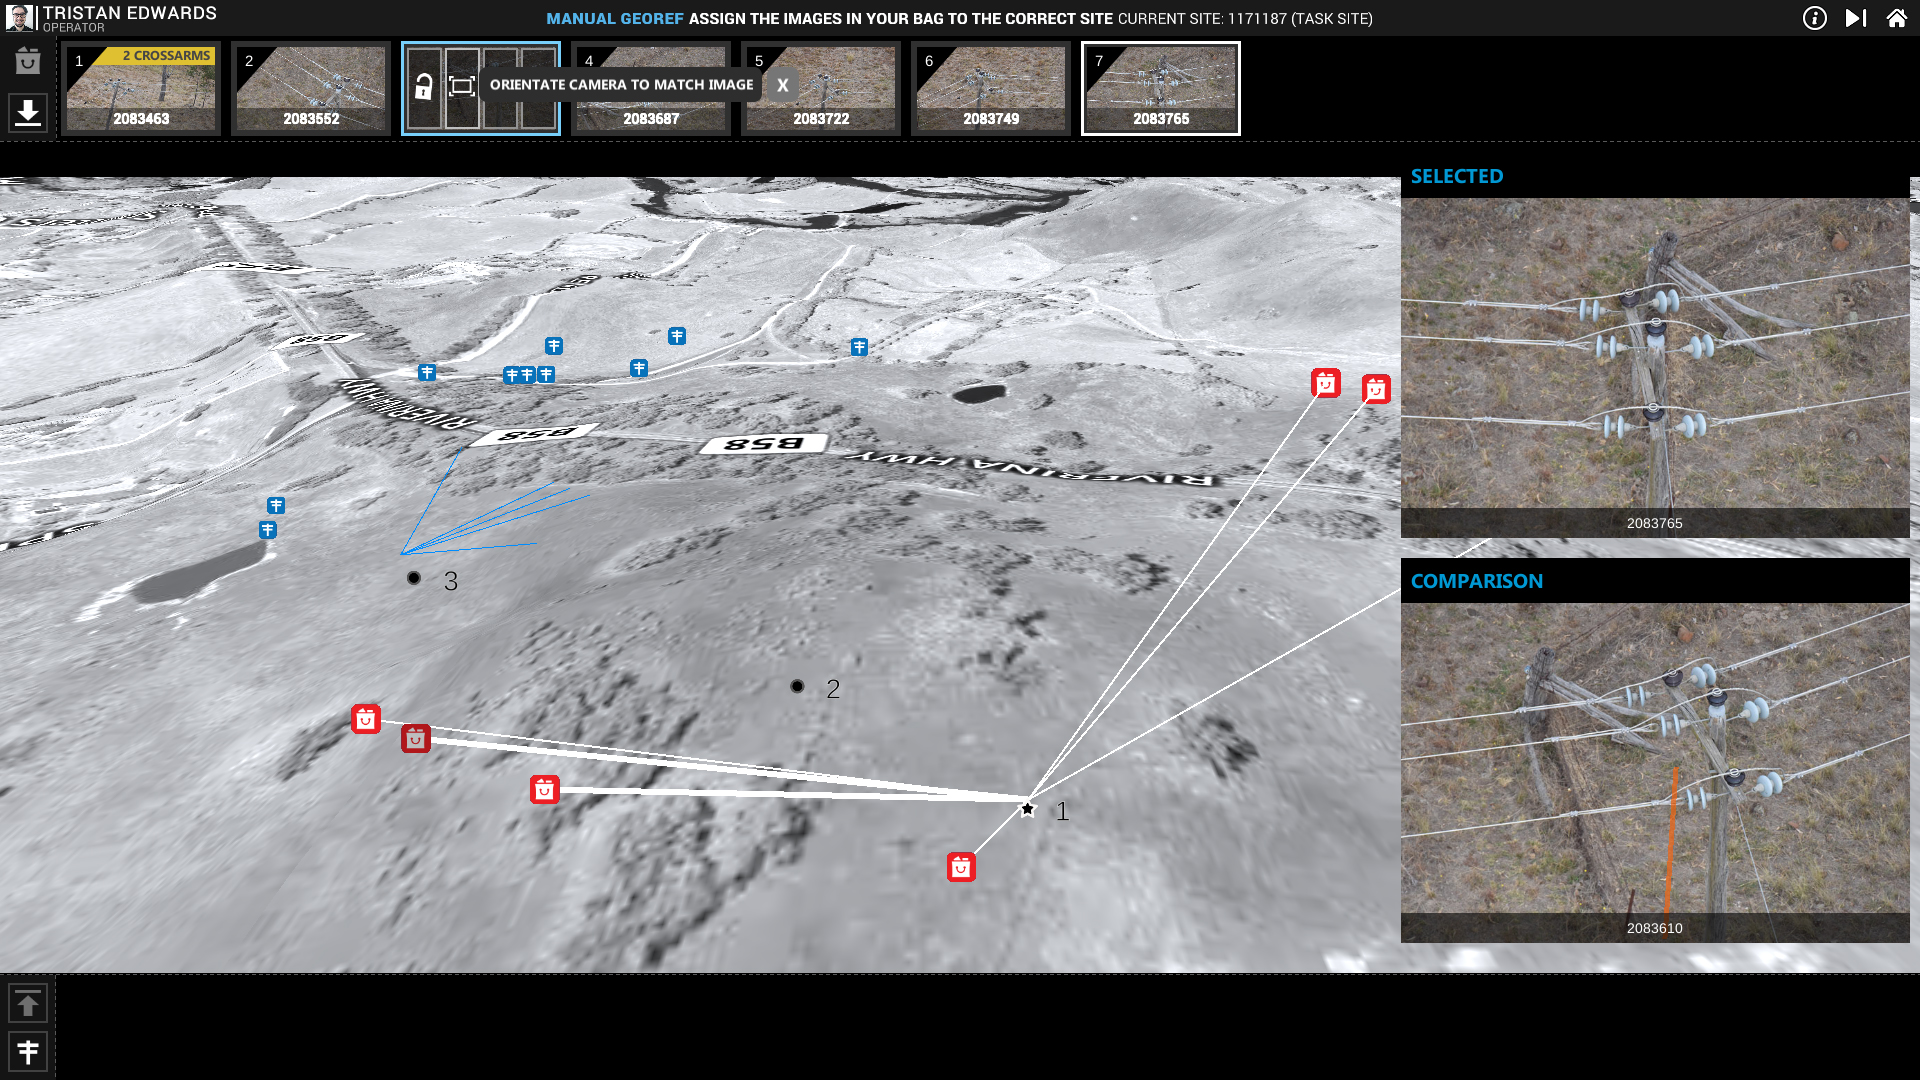 TRISTAN EDWARDS
OPERATOR
MANUAL GEOREF ASSIGN THE IMAGES IN YOUR BAG TO THE CORRECT SITE CURRENT SITE: 1171187 (TASK SITE)
1
2 CROSSARMS
2083463
2
2083552
ORIENTATE CAMERA TO MATCH IMAGE
X
4
2083687
5
2083722
6
2083749
7
2083765
SELECTED
2083765
COMPARISON
2083610
B58
RIVERINA HWY
B58
B58
RIVERINA HWY
3
2
1